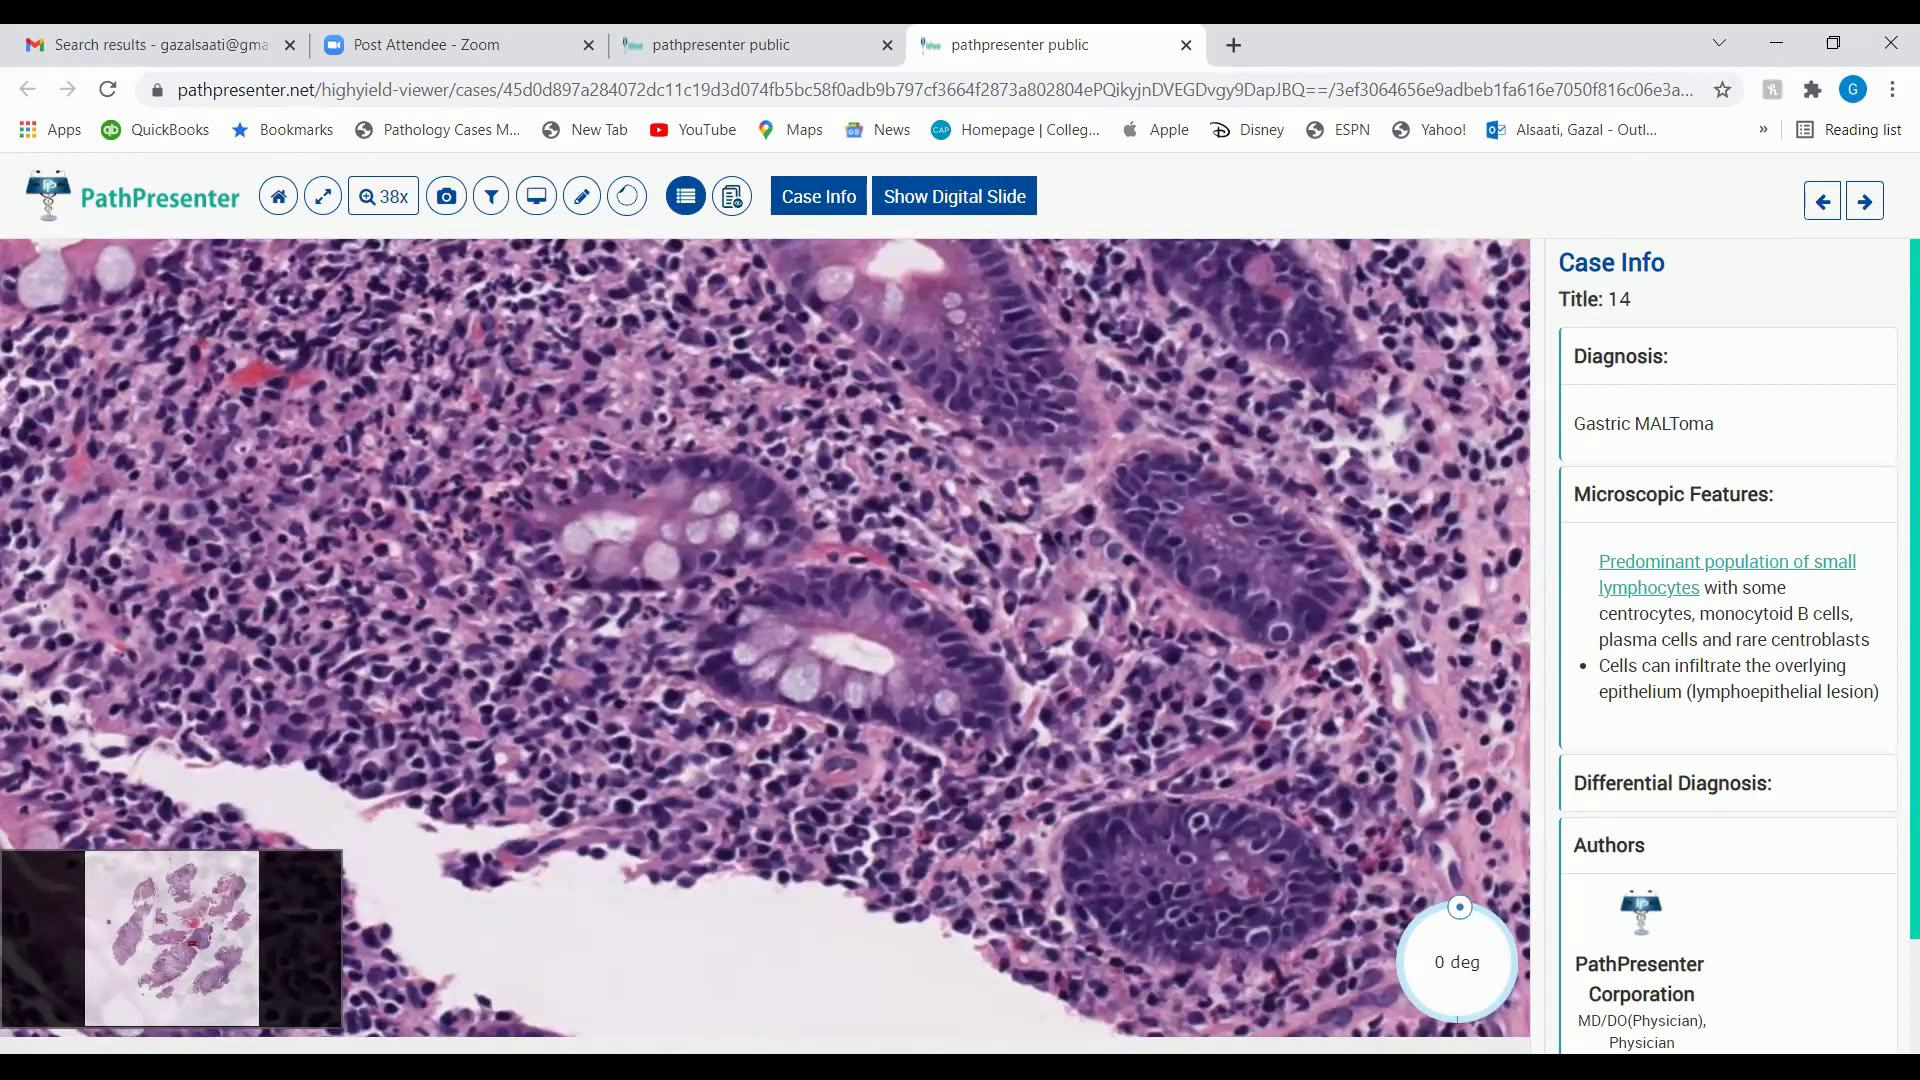 Search results - gazalsaati@gma
Post Attendee - Zoom
pathpresenter public
pathpresenter public
pathpresenter.net/highyield-viewer/cases/45d0d897a284072dc11c19d3d074fb5bc58f0adb9b797cf3664f2873a802804ePQikyjnDVEGDvgy9DapJBQ==/3ef3064656e9adbeb1fa616e7050f816c06e3a...
G
Apps
QuickBooks
Bookmarks
Pathology Cases M...
New Tab
YouTube
Maps
News
CAP
Homepage | Colleg...
Apple
Disney
ESPN
Yahoo!
Alsaati, Gazal - Outl...
»
Reading list
PathPresenter
38x
Case Info
Show Digital Slide
Case Info
Title: 14
Diagnosis:
Gastric MALToma
Microscopic Features:
Predominant population of small
lymphocytes with some
centrocytes, monocytoid B cells,
plasma cells and rare centroblasts
• Cells can infiltrate the overlying
epithelium (lymphoepithelial lesion)
Differential Diagnosis:
Authors
PathPresenter
Corporation
MD/DO(Physician),
Physician
0 deg